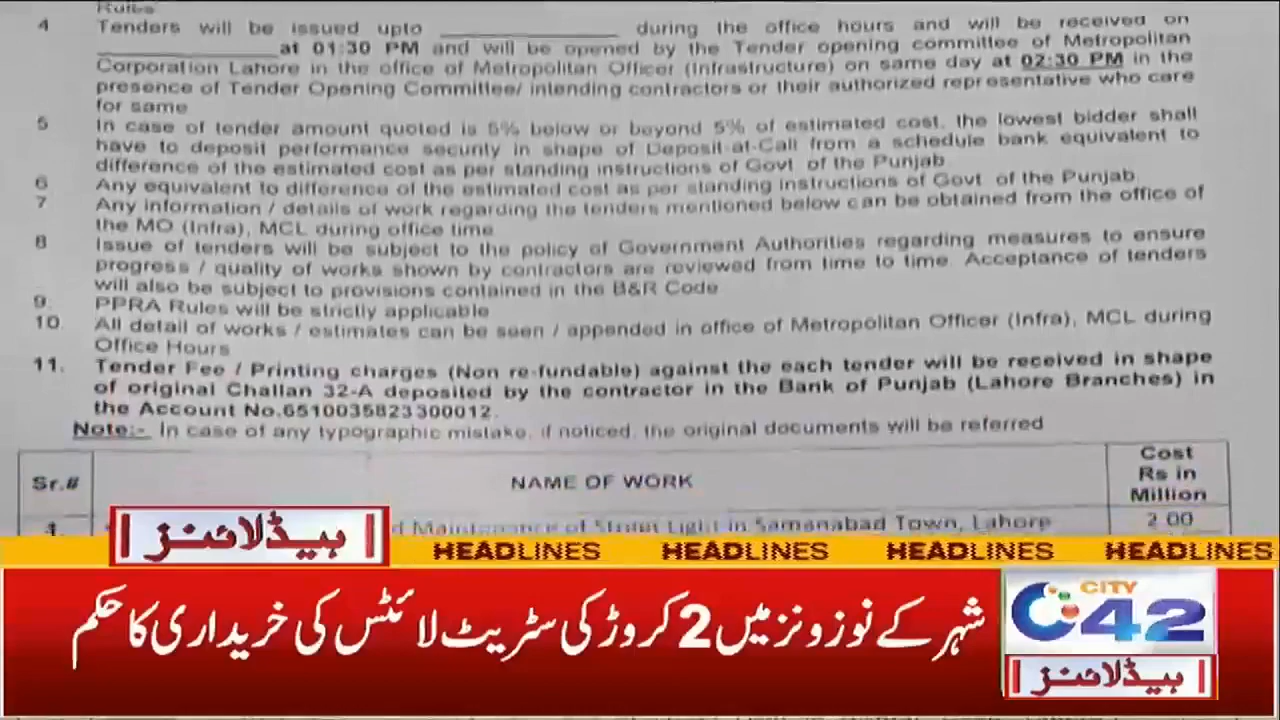 Rules
4 Tenders will be issued upto ____________ during the office hours and will be received on
____________ at 01:30 PM and will be opened by the Tender opening committee of Metropolitan
Corporation Lahore in the office of Metropolitan Officer (Infrastructure) on same day at 02:30 PM in the
presence of Tender Opening Committee/ intending contractors or their authorized representative who care
for same
5 In case of tender amount quoted is 5% below or beyond 5% of estimated cost, the lowest bidder shall
have to deposit performance security in shape of Deposit-at-Call from a schedule bank equivalent to
difference of the estimated cost as per standing instructions of Govt of the Punjab
6 Any equivalent to difference of the estimated cost as per standing instructions of Govt of the Punjab
7 Any information / details of work regarding the tenders mentioned below can be obtained from the office of
the MO (Infra), MCL during office time
8 Issue of tenders will be subject to the policy of Government Authorities regarding measures to ensure
progress / quality of works shown by contractors are reviewed from time to time. Acceptance of tenders
will also be subject to provisions contained in the B&R Code
9. PPRA Rules will be strictly applicable
10 All detail of works / estimates can be seen / appended in office of Metropolitan Officer (Infra), MCL during
Office Hours
11. Tender Fee / Printing charges (Non re-fundable) against the each tender will be received in shape
of original Challan 32-A deposited by the contractor in the Bank of Punjab (Lahore Branches) in
the Account No.6510035823300012.
Note:- In case of any typographic mistake, if noticed, the original documents will be referred
Sr.# NAME OF WORK Cost Rs in Million
1 Maintenance of Street Light in Samanabad Town, Lahore 2.00
ہیڈلائنز
HEADLINES HEADLINES HEADLINES HEADLINES
شہر کے نو زونز میں 2 کروڑ کی سٹریٹ لائٹس کی خریداری کا حکم
CITY 42
ہیڈلائنز